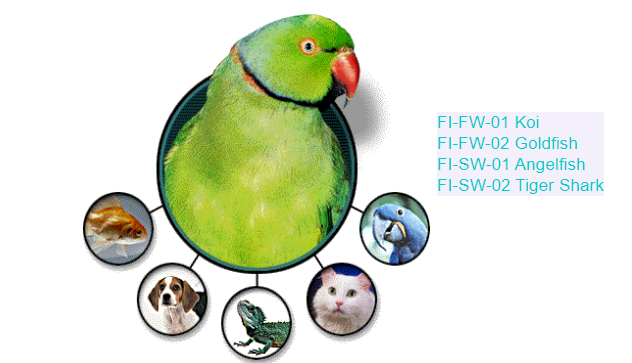 FI-FW-01 Koi
FI-FW-02 Goldfish
FI-SW-01 Angelfish
FI-SW-02 Tiger Shark